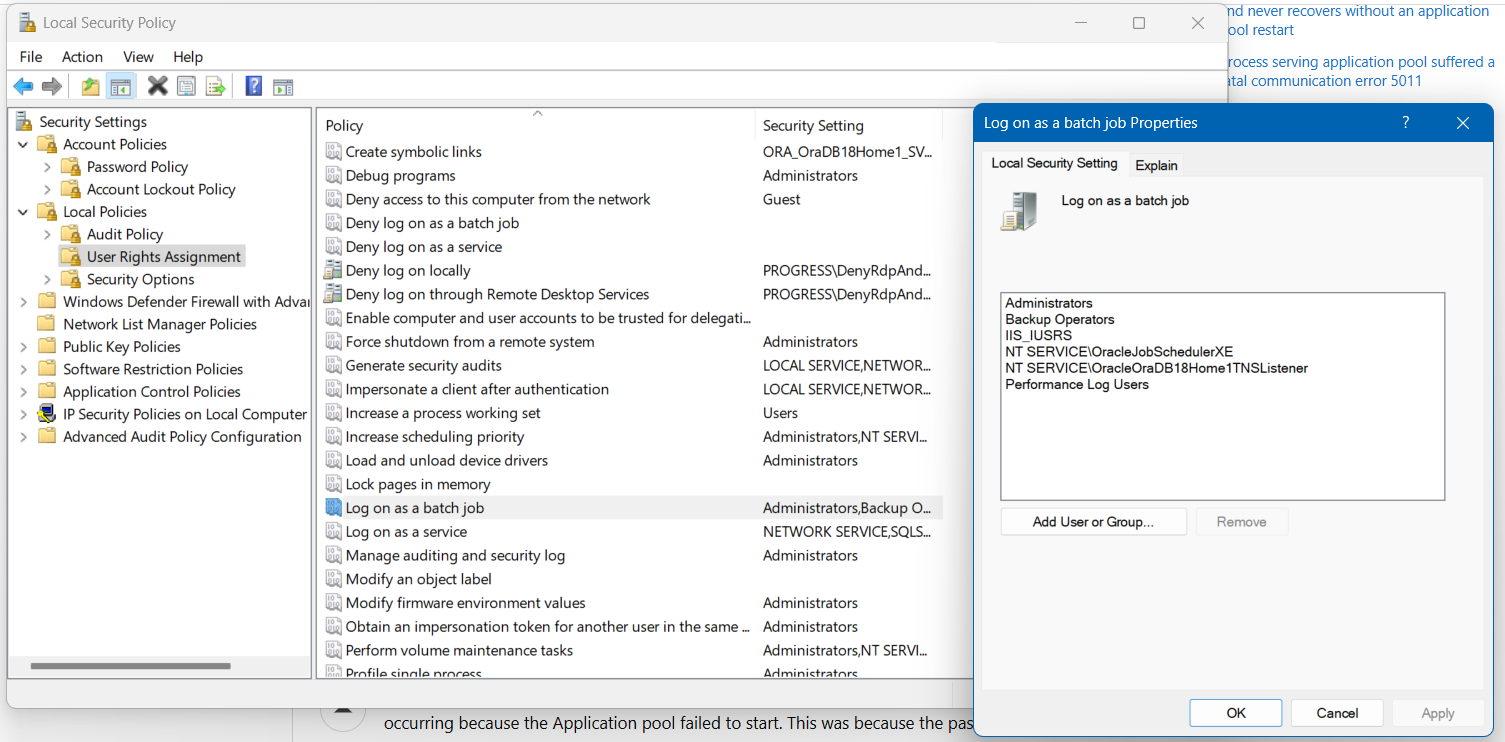 Local Security Policy
File Action View Help
Security Settings
Account Policies
Password Policy
Account Lockout Policy
Local Policies
Audit Policy
User Rights Assignment
Security Options
Windows Defender Firewall with Advan
Network List Manager Policies
Public Key Policies
Software Restriction Policies
Application Control Policies
IP Security Policies on Local Computer
Advanced Audit Policy Configuration
Policy Security Setting
Create symbolic links ORA_OraDB18Home1_SV...
Debug programs Administrators
Deny access to this computer from the network Guest
Deny log on as a batch job
Deny log on as a service
Deny log on locally PROGRESS\DenyRdpAnd...
Deny log on through Remote Desktop Services PROGRESS\DenyRdpAnd...
Enable computer and user accounts to be trusted for delegati...
Force shutdown from a remote system Administrators
Generate security audits LOCAL SERVICE,NETWOR...
Impersonate a client after authentication LOCAL SERVICE,NETWOR...
Increase a process working set Users
Increase scheduling priority Administrators,NT SERVI...
Load and unload device drivers Administrators
Lock pages in memory
Log on as a batch job Administrators,Backup O...
Log on as a service NETWORK SERVICE,SQLS...
Manage auditing and security log Administrators
Modify an object label
Modify firmware environment values Administrators
Obtain an impersonation token for another user in the same ... Administrators
Perform volume maintenance tasks Administrators,NT SERVI...
Profile single process Administrators
nd never recovers without an application
ool restart
rocess serving application pool suffered a
atal communication error 5011
Log on as a batch job Properties ?
Local Security Setting Explain
Log on as a batch job
Administrators
Backup Operators
IIS_IUSRS
NT SERVICE\OracleJobSchedulerXE
NT SERVICE\OracleOraDB18Home1TNSListener
Performance Log Users
Add User or Group... Remove
OK Cancel Apply
occurring because the Application pool failed to start. This was because the pas